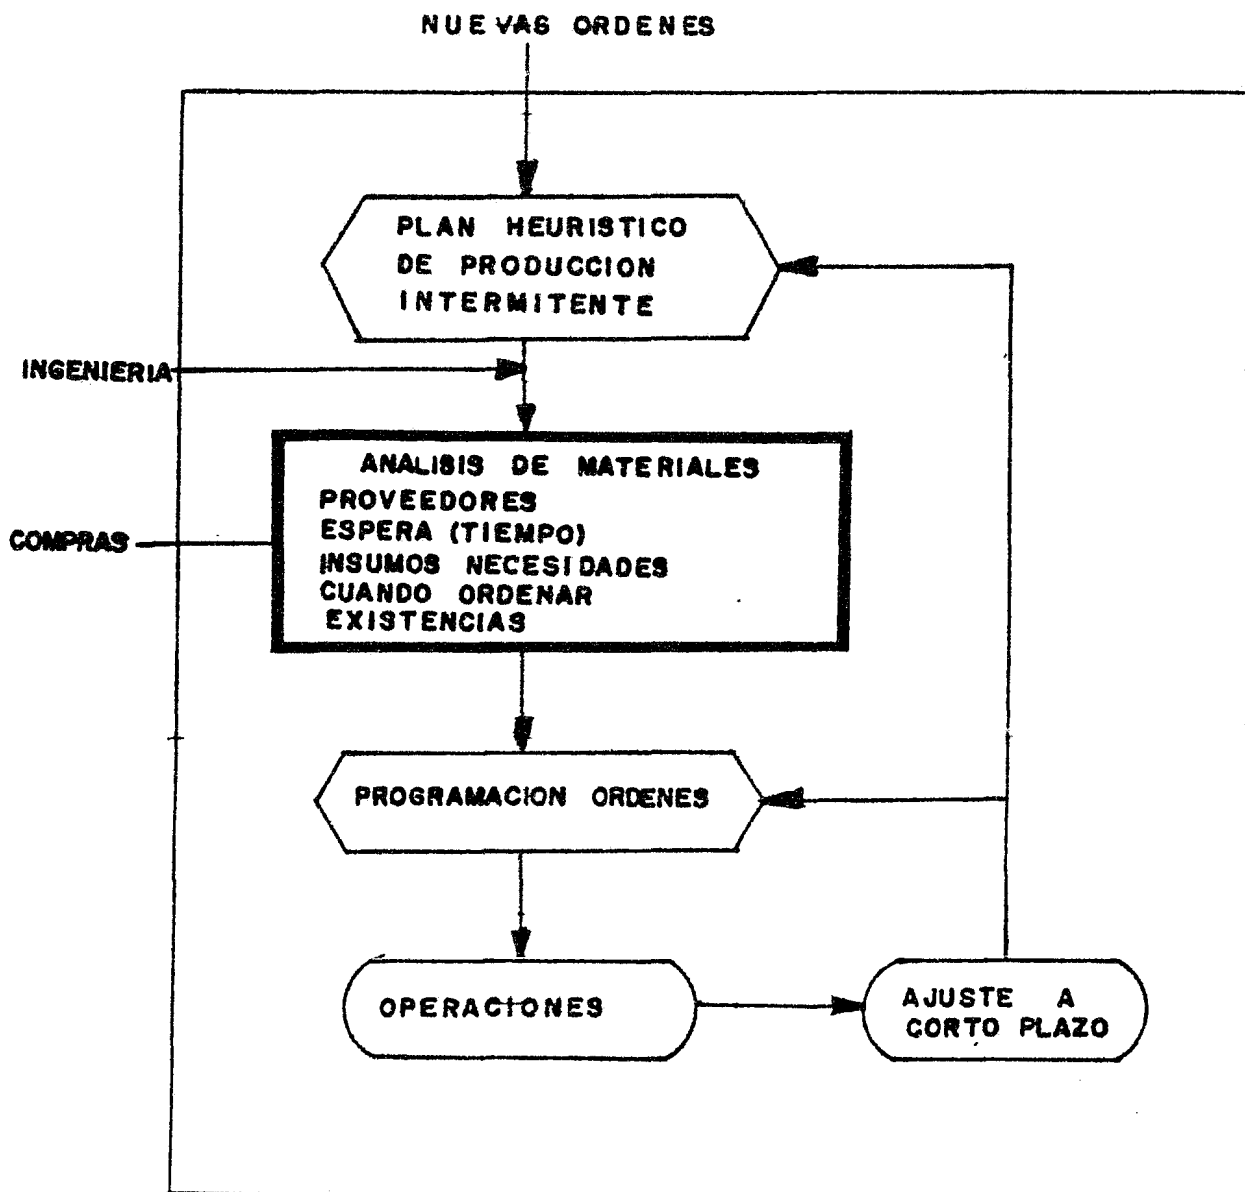 NUEVAS ORDENES
PLAN HEURISTICO
DE PRODUCCION
INTERMITENTE
INGENIERIA
ANALISIS DE MATERIALES
PROVEEDORES
ESPERA (TIEMPO)
INSUMOS NECESIDADES
CUANDO ORDENAR
EXISTENCIAS
COMPRAS
PROGRAMACION ORDENES
OPERACIONES
AJUSTE A
CORTO PLAZO